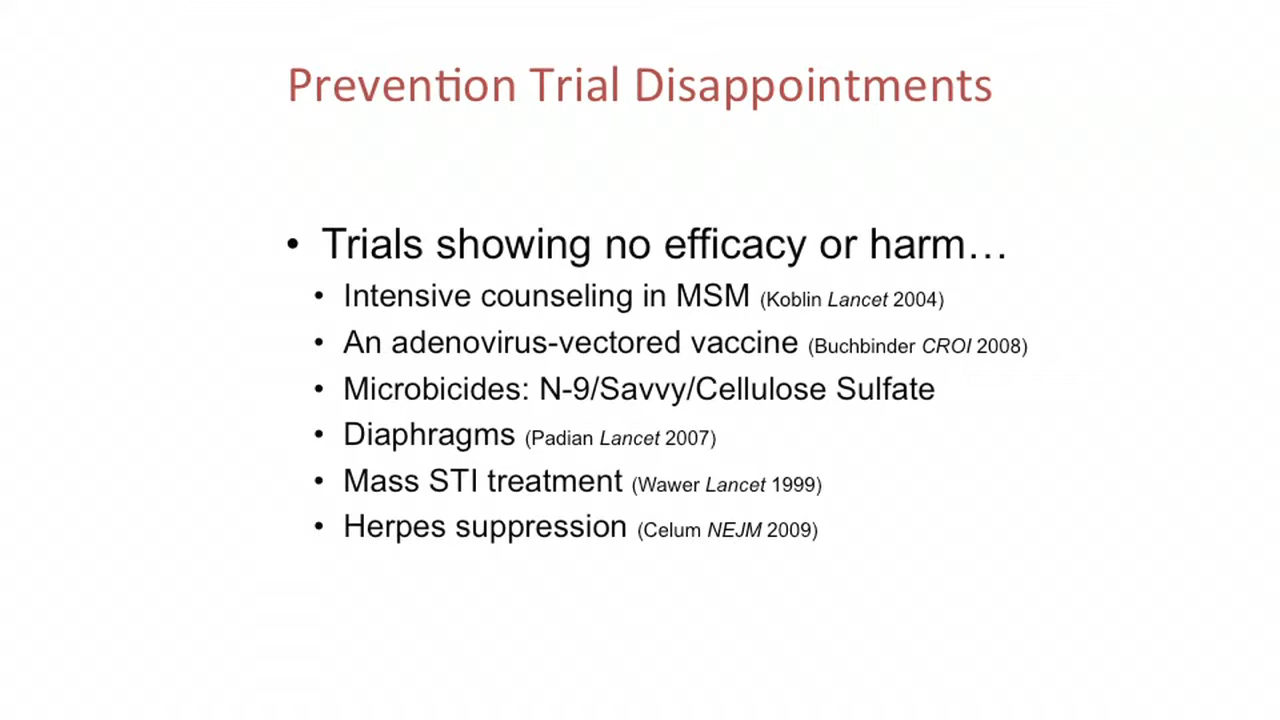 Prevention Trial Disappointments
• Trials showing no efficacy or harm…
• Intensive counseling in MSM (Koblin Lancet 2004)
• An adenovirus-vectored vaccine (Buchbinder CROI 2008)
• Microbicides: N-9/Savvy/Cellulose Sulfate
• Diaphragms (Padian Lancet 2007)
• Mass STI treatment (Wawer Lancet 1999)
• Herpes suppression (Celum NEJM 2009)